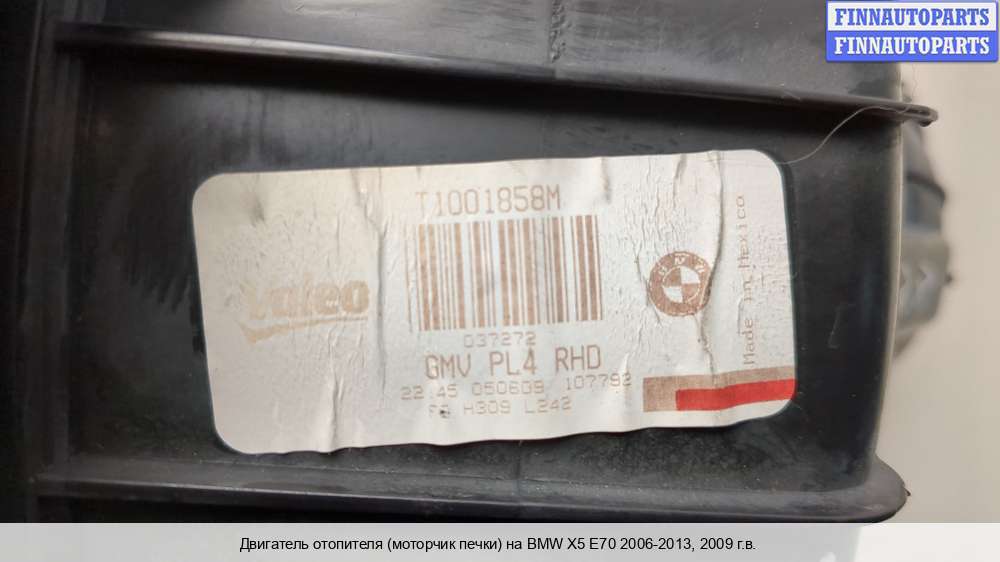 FINNAUTOPARTS
FINNAUTOPARTS
T1001858M
Valeo
BMW
Made in Mexico
037272
GMV PL4 RHD
22.45 050609 107792
H309 L242
Двигатель отопителя (моторчик печки) на BMW X5 E70 2006-2013, 2009 г.в.